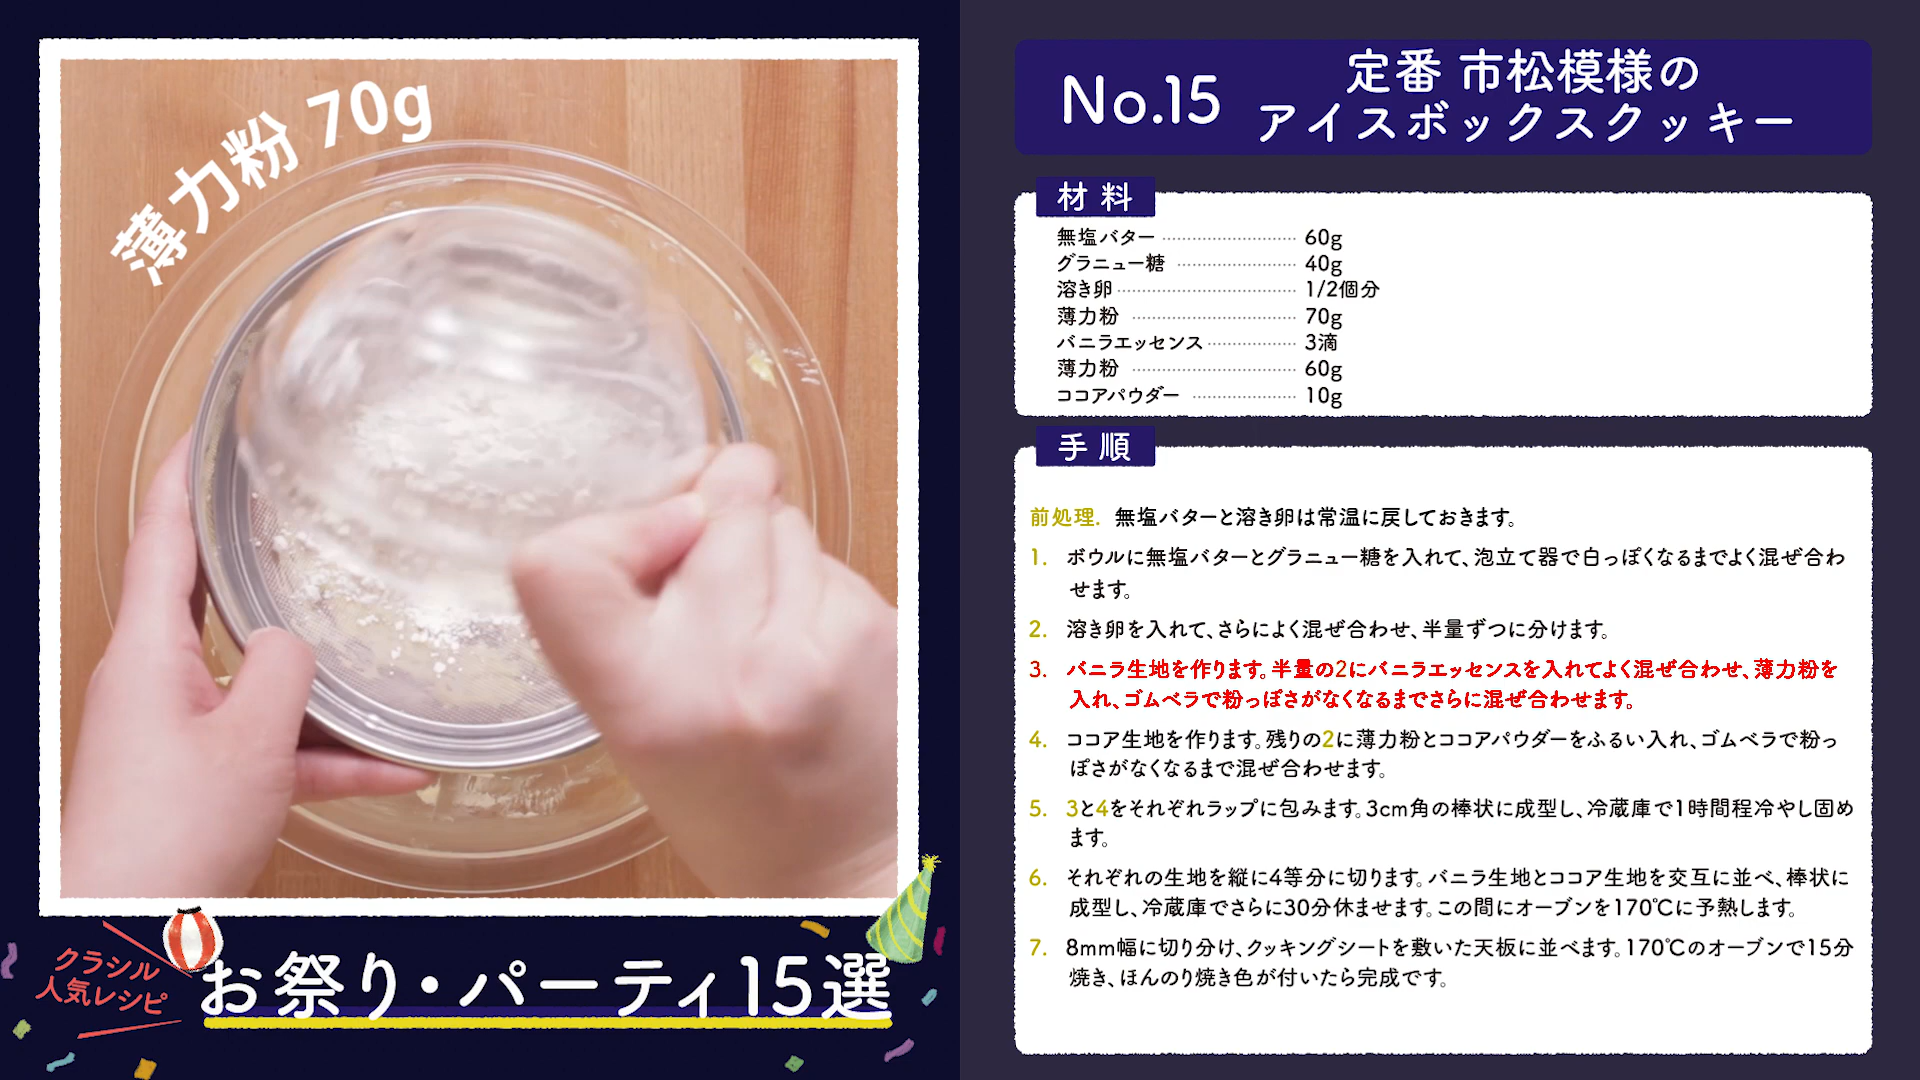 薄力粉 70g
クラシル
人気レシピ
お祭り・パーティ15選
No.15
定番 市松模様の
アイスボックスクッキー
材料
無塩バター 60g
グラニュー糖 40g
溶き卵 1/2個分
薄力粉 70g
バニラエッセンス 3滴
薄力粉 60g
ココアパウダー 10g
手順
前処理. 無塩バターと溶き卵は常温に戻しておきます。
1. ボウルに無塩バターとグラニュー糖を入れて、泡立て器で白っぽくなるまでよく混ぜ合わ
せます。
2. 溶き卵を入れて、さらによく混ぜ合わせ、半量ずつに分けます。
3. バニラ生地を作ります。半量の2にバニラエッセンスを入れてよく混ぜ合わせ、薄力粉を
入れ、ゴムベラで粉っぽさがなくなるまでさらに混ぜ合わせます。
4. ココア生地を作ります。残りの2に薄力粉とココアパウダーをふるい入れ、ゴムベラで粉っ
ぽさがなくなるまで混ぜ合わせます。
5. 3と4をそれぞれラップに包みます。3cm角の棒状に成型し、冷蔵庫で1時間程冷やし固め
ます。
6. それぞれの生地を縦に4等分に切ります。バニラ生地とココア生地を交互に並べ、棒状に
成型し、冷蔵庫でさらに30分休ませます。この間にオーブンを170℃に予熱します。
7. 8mm幅に切り分け、クッキングシートを敷いた天板に並べます。170℃のオーブンで15分
焼き、ほんのり焼き色が付いたら完成です。